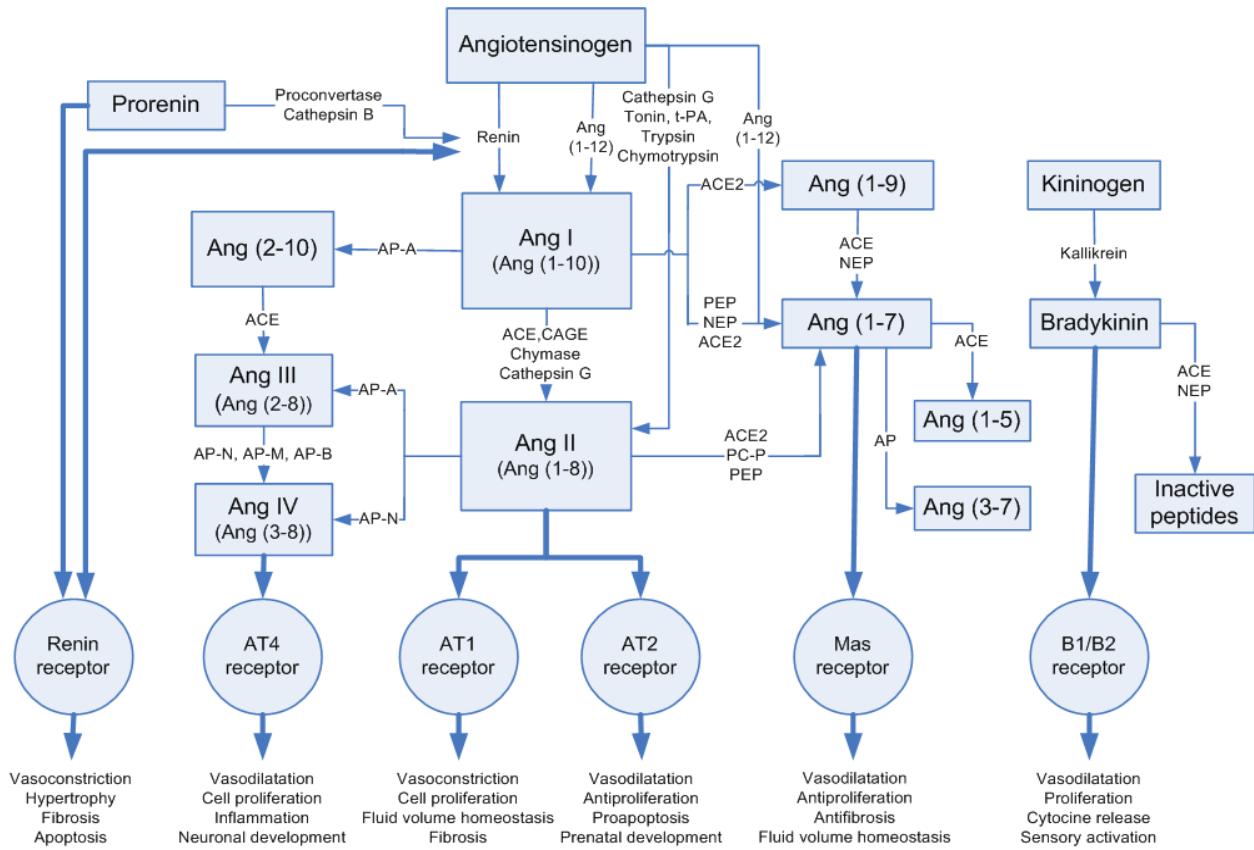 Angiotensinogen
Prorenin
Proconvertase
Cathepsin B
Renin
Ang
(1-12)
Cathepsin G
Tonin, t-PA,
Trypsin
Chymotrypsin
Ang
(1-12)
ACE2
Ang (1-9)
Kininogen
Ang (2-10)
AP-A
Ang I
(Ang (1-10))
ACE
NEP
Kallikrein
ACE
ACE,CAGE
Chymase
Cathepsin G
PEP
NEP
ACE2
Ang (1-7)
ACE
Bradykinin
Ang III
(Ang (2-8))
AP-A
ACE
NEP
Ang (1-5)
AP-N, AP-M, AP-B
Ang II
(Ang (1-8))
ACE2
PC-P
PEP
AP
Ang IV
(Ang (3-8))
AP-N
Ang (3-7)
Inactive
peptides
Renin
receptor
AT4
receptor
AT1
receptor
AT2
receptor
Mas
receptor
B1/B2
receptor
Vasoconstriction
Hypertrophy
Fibrosis
Apoptosis
Vasodilatation
Cell proliferation
Inflammation
Neuronal development
Vasoconstriction
Cell proliferation
Fluid volume homeostasis
Fibrosis
Vasodilatation
Antiproliferation
Proapoptosis
Prenatal development
Vasodilatation
Antiproliferation
Antifibrosis
Fluid volume homeostasis
Vasodilatation
Proliferation
Cytocine release
Sensory activation